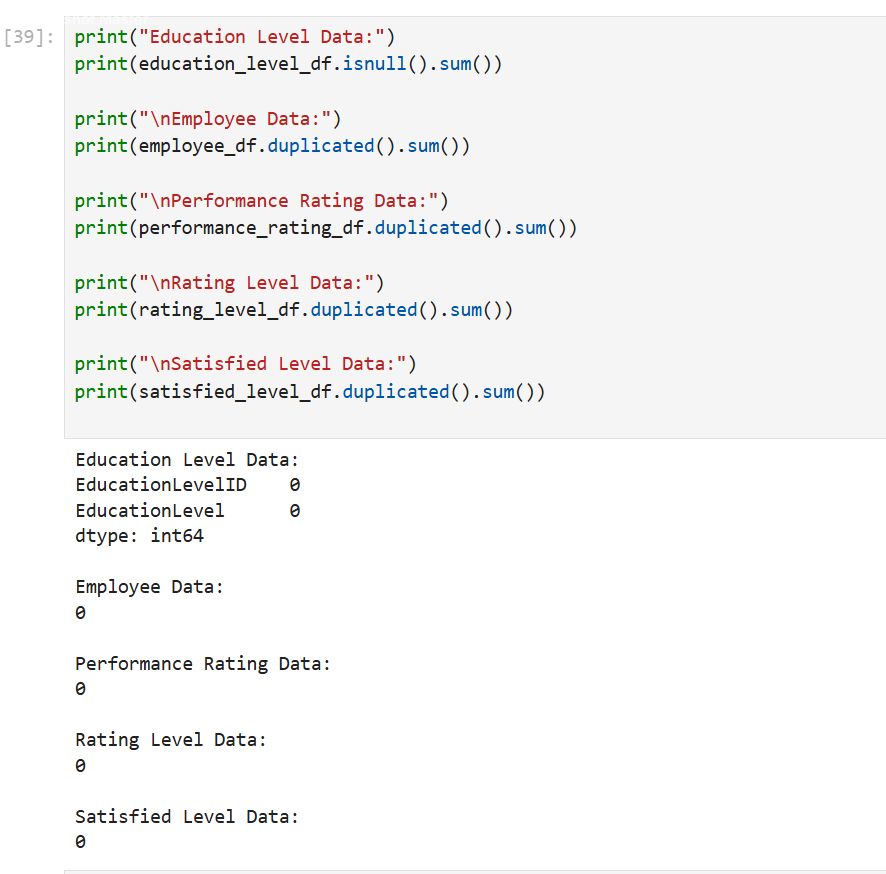 [39]:
print("Education Level Data:")
print(education_level_df.isnull().sum())
print("\nEmployee Data:")
print(employee_df.duplicated().sum())
print("\nPerformance Rating Data:")
print(performance_rating_df.duplicated().sum())
print("\nRating Level Data:")
print(rating_level_df.duplicated().sum())
print("\nSatisfied Level Data:")
print(satisfied_level_df.duplicated().sum())
Education Level Data:
EducationLevelID    0
EducationLevel      0
dtype: int64
Employee Data:
0
Performance Rating Data:
0
Rating Level Data:
0
Satisfied Level Data:
0